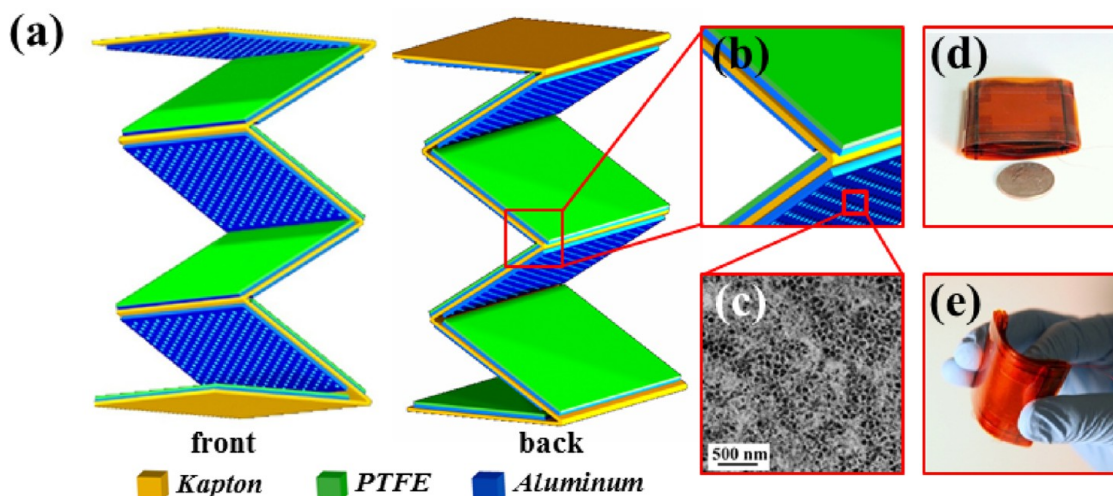 (a)
(b)
(c)
(d)
(e)
500 nm
front
back
Kapton
PTFE
Aluminum